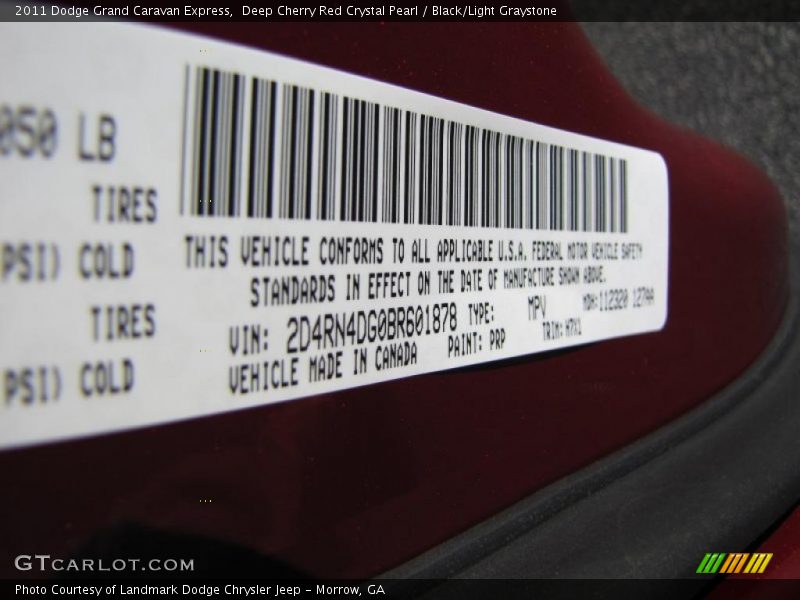 2011 Dodge Grand Caravan Express,  Deep Cherry Red Crystal Pearl / Black/Light Graystone
050 LB
TIRES
PSI) COLD
TIRES
PSI) COLD
THIS VEHICLE CONFORMS TO ALL APPLICABLE U.S.A. FEDERAL MOTOR VEHICLE SAFETY
STANDARDS IN EFFECT ON THE DATE OF MANUFACTURE SHOWN ABOVE.
VIN: 2D4RN4DG0BR601878 TYPE: MPV MDH:112320
VEHICLE MADE IN CANADA PAINT: PRP TRIM:
GTCARLOT.COM
Photo Courtesy of Landmark Dodge Chrysler Jeep - Morrow, GA